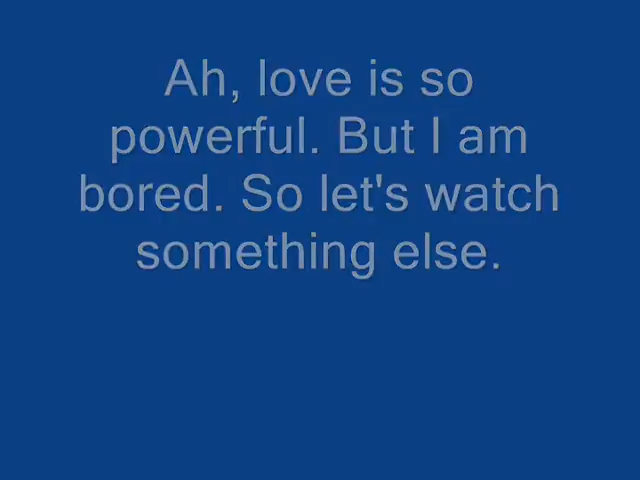 Ah, love is so
powerful. But I am
bored. So let's watch
something else.